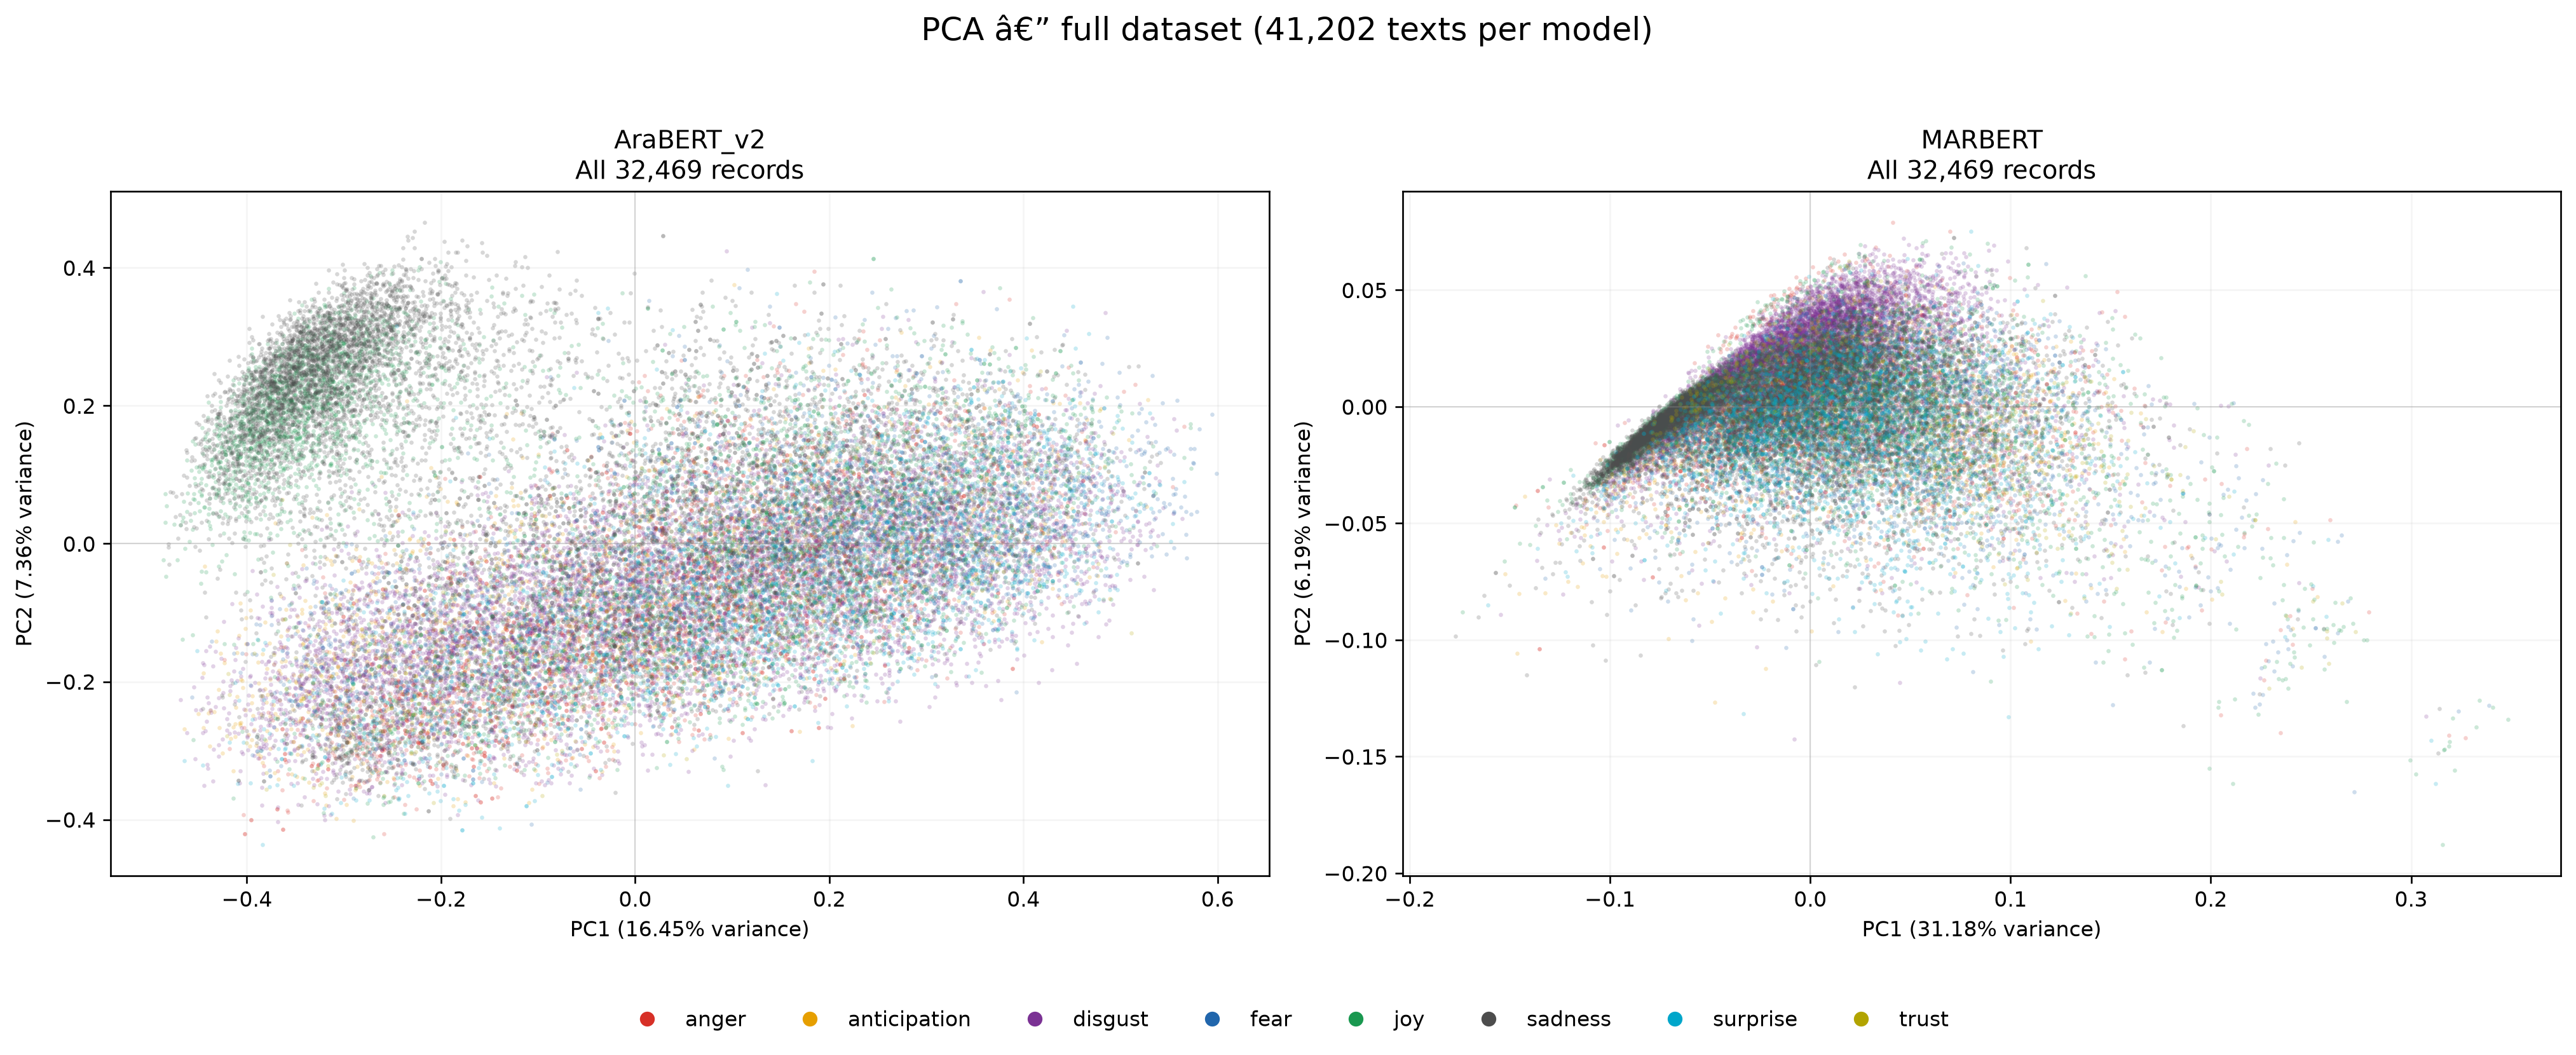 PCA â€” full dataset (41,202 texts per model)
AraBERT_v2
All 32,469 records
MARBERT
All 32,469 records
PC2 (7.36% variance)
0.4
0.2
0.0
−0.2
−0.4
−0.4
−0.2
0.0
0.2
0.4
0.6
PC1 (16.45% variance)
PC2 (6.19% variance)
0.05
0.00
−0.05
−0.10
−0.15
−0.20
−0.2
−0.1
0.0
0.1
0.2
0.3
PC1 (31.18% variance)
anger
anticipation
disgust
fear
joy
sadness
surprise
trust